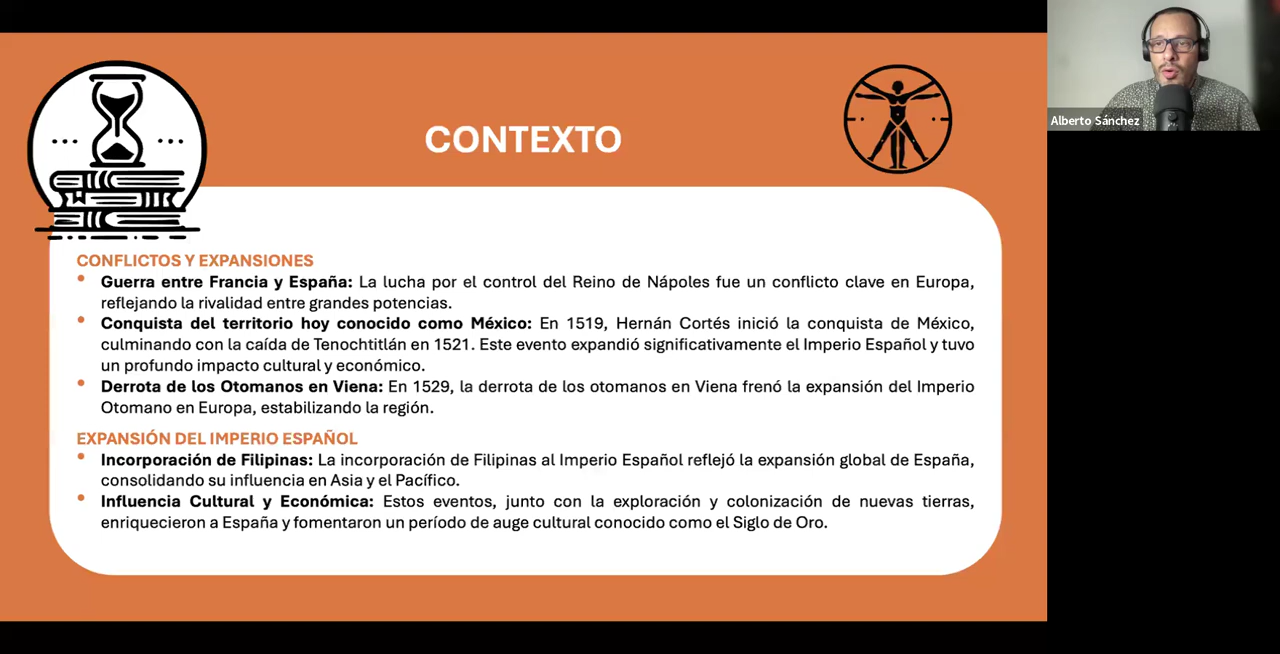 CONTEXTO
Alberto Sánchez
CONFLICTOS Y EXPANSIONES
• Guerra entre Francia y España: La lucha por el control del Reino de Nápoles fue un conflicto clave en Europa,
reflejando la rivalidad entre grandes potencias.
• Conquista del territorio hoy conocido como México: En 1519, Hernán Cortés inició la conquista de México,
culminando con la caída de Tenochtitlán en 1521. Este evento expandió significativamente el Imperio Español y tuvo
un profundo impacto cultural y económico.
• Derrota de los Otomanos en Viena: En 1529, la derrota de los otomanos en Viena frenó la expansión del Imperio
Otomano en Europa, estabilizando la región.
EXPANSIÓN DEL IMPERIO ESPAÑOL
• Incorporación de Filipinas: La incorporación de Filipinas al Imperio Español reflejó la expansión global de España,
consolidando su influencia en Asia y el Pacífico.
• Influencia Cultural y Económica: Estos eventos, junto con la exploración y colonización de nuevas tierras,
enriquecieron a España y fomentaron un período de auge cultural conocido como el Siglo de Oro.